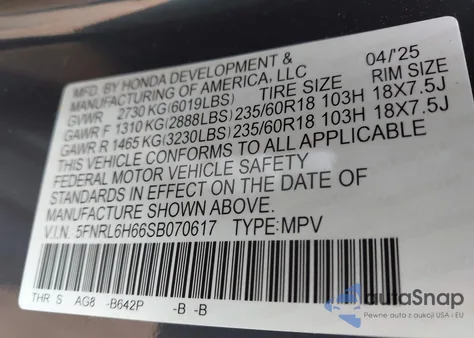 MFD. BY HONDA DEVELOPMENT & 04/25
MANUFACTURING OF AMERICA, LLC
GVWR 2730 KG(6019LBS) TIRE SIZE RIM SIZE
GAWR F 1310 KG(2888LBS) 235/60R18 103H 18X7.5J
GAWR R 1465 KG(3230LBS) 235/60R18 103H 18X7.5J
THIS VEHICLE CONFORMS TO ALL APPLICABLE
FEDERAL MOTOR VEHICLE SAFETY
STANDARDS IN EFFECT ON THE DATE OF
MANUFACTURE SHOWN ABOVE.
V.I.N. 5FNRL6H66SB070617 TYPE:MPV
THR S AG8 -B642P -B -B
autoSnap
Pewne auta z aukcji USA i EU